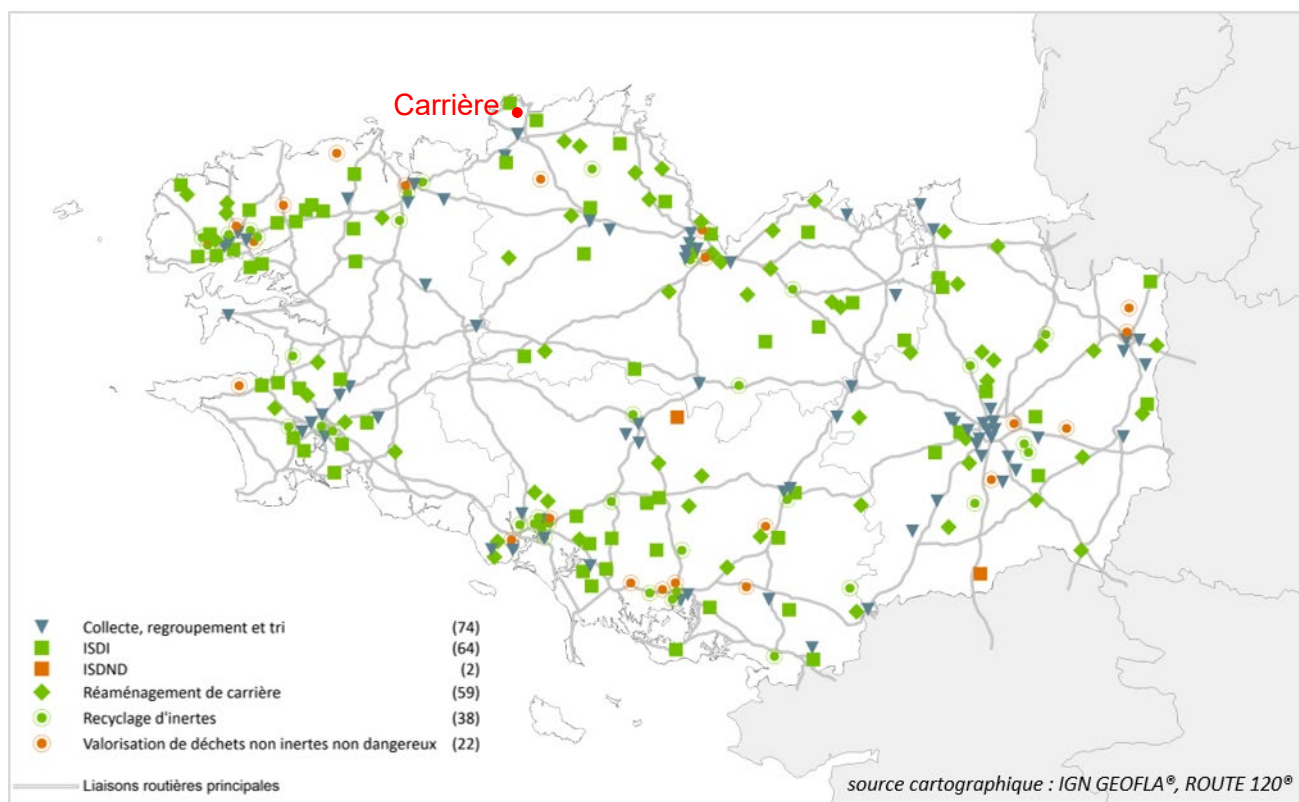 Carrière
Collecte, regroupement et tri (74)
ISDI (64)
ISDND (2)
Réaménagement de carrière (59)
Recyclage d'inertes (38)
Valorisation de déchets non inertes non dangereux (22)
Liaisons routières principales
source cartographique : IGN GEOFLA®, ROUTE 120®